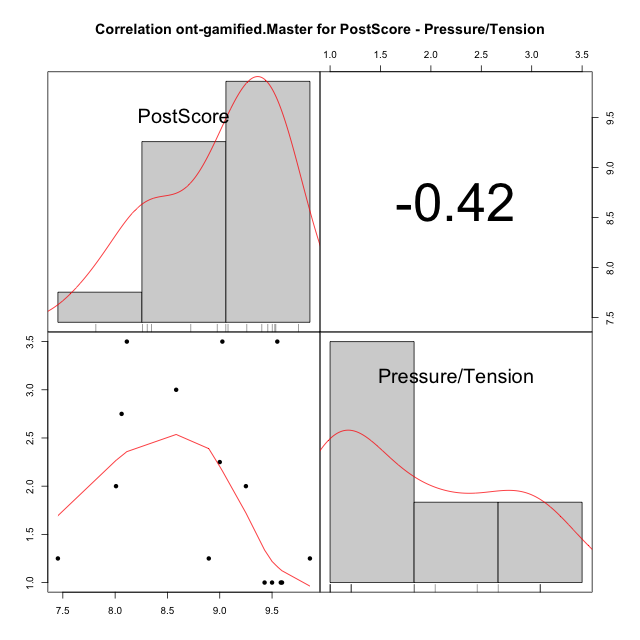 Correlation ont-gamified.Master for PostScore - Pressure/Tension
1.0 1.5 2.0 2.5 3.0 3.5
PostScore
-0.42
9.5
9.0
8.5
8.0
7.5
3.5
3.0
2.5
2.0
1.5
1.0
Pressure/Tension
7.5 8.0 8.5 9.0 9.5